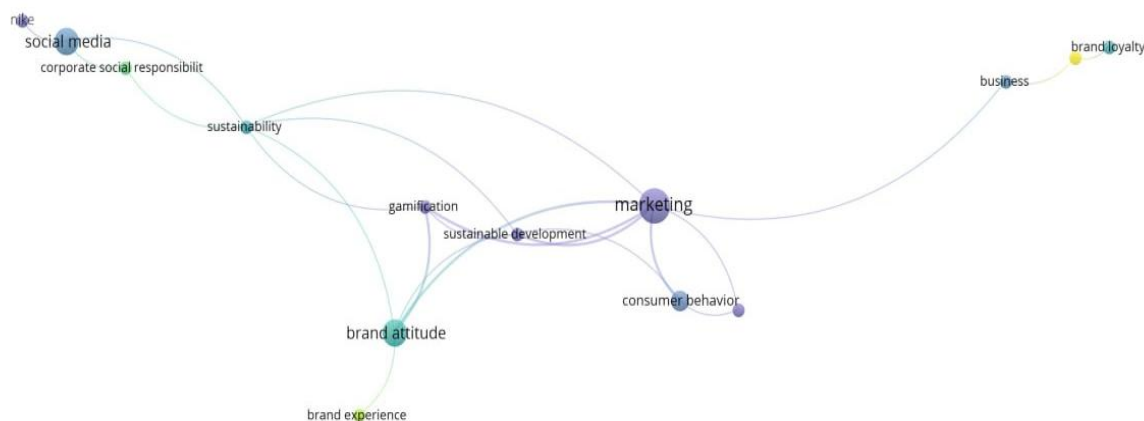 nike
social media
brand loyalty
corporate social responsibilit
business
sustainability
marketing
gamification
sustainable development
consumer behavior
brand attitude
brand experience